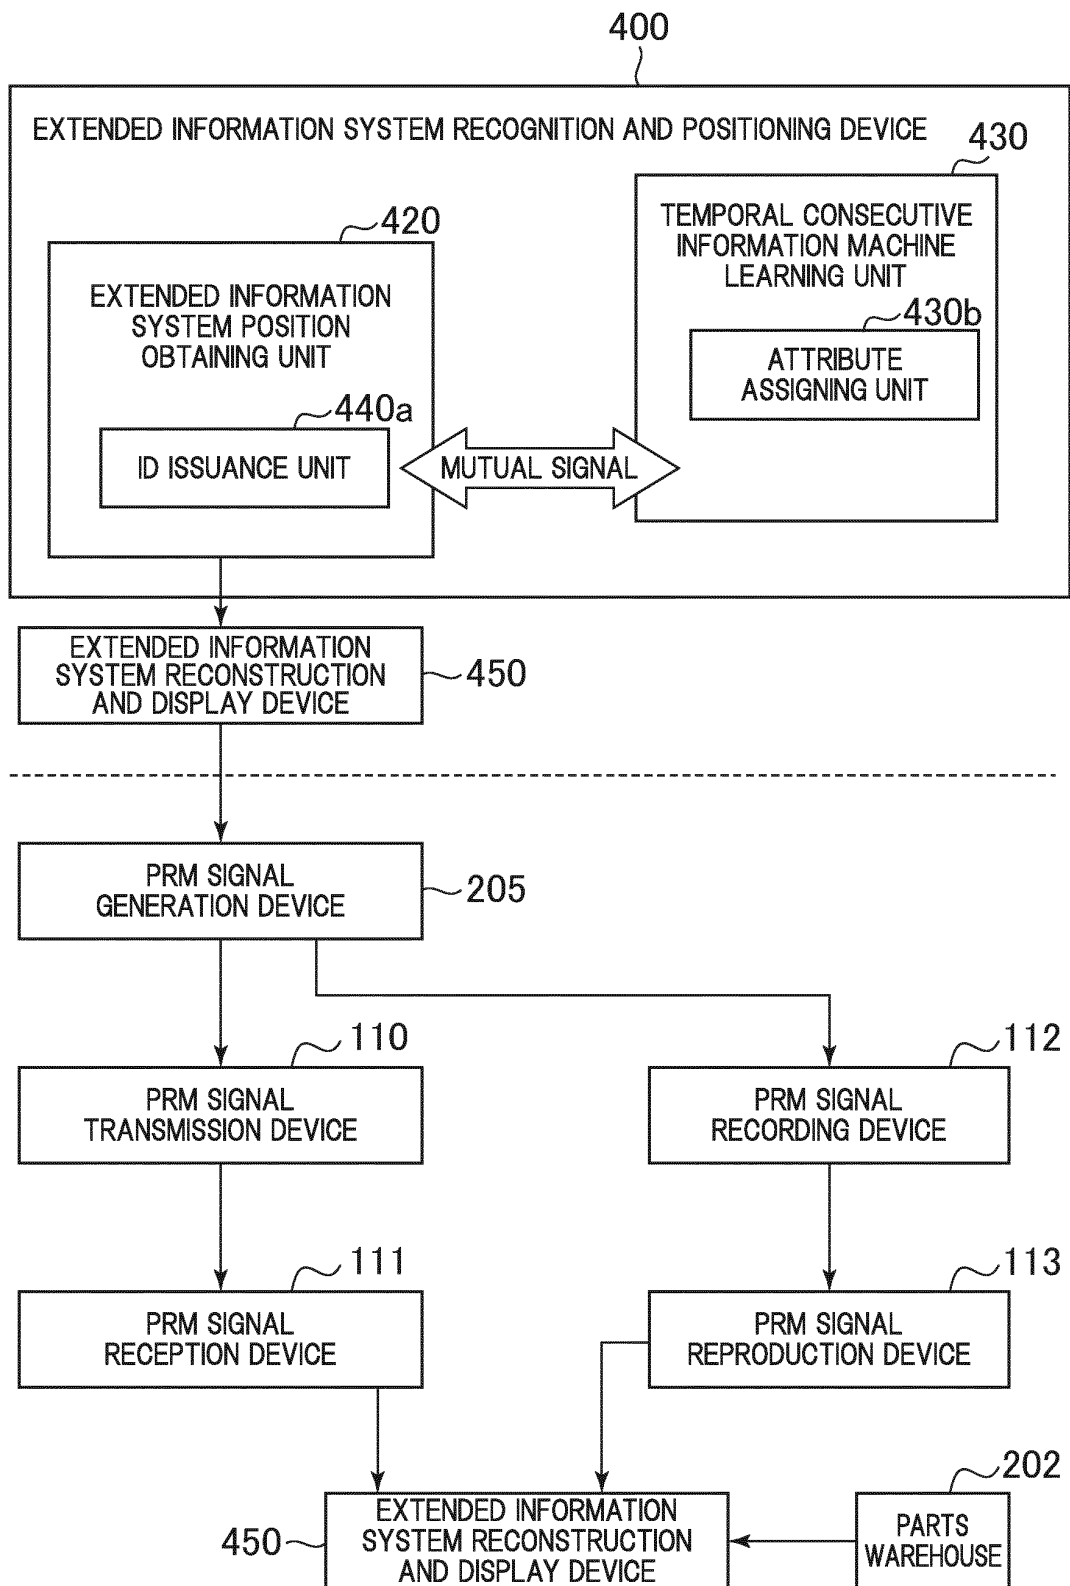 400
EXTENDED INFORMATION SYSTEM RECOGNITION AND POSITIONING DEVICE
430
TEMPORAL CONSECUTIVE
INFORMATION MACHINE
LEARNING UNIT
420
EXTENDED INFORMATION
SYSTEM POSITION
OBTAINING UNIT
430b
ATTRIBUTE
ASSIGNING UNIT
440a
ID ISSUANCE UNIT
MUTUAL SIGNAL
EXTENDED INFORMATION
SYSTEM RECONSTRUCTION
AND DISPLAY DEVICE
450
PRM SIGNAL
GENERATION DEVICE
205
110
PRM SIGNAL
TRANSMISSION DEVICE
112
PRM SIGNAL
RECORDING DEVICE
111
PRM SIGNAL
RECEPTION DEVICE
113
PRM SIGNAL
REPRODUCTION DEVICE
202
450
EXTENDED INFORMATION
SYSTEM RECONSTRUCTION
AND DISPLAY DEVICE
PARTS
WAREHOUSE